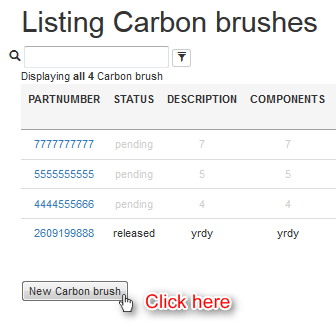 Listing Carbon brushes
Displaying all 4 Carbon brush
PARTNUMBER STATUS DESCRIPTION COMPONENTS
7777777777 pending 7 7
5555555555 pending 5 5
4444555666 pending 4 4
2609199888 released yrdy yrdy
New Carbon brush
Click here